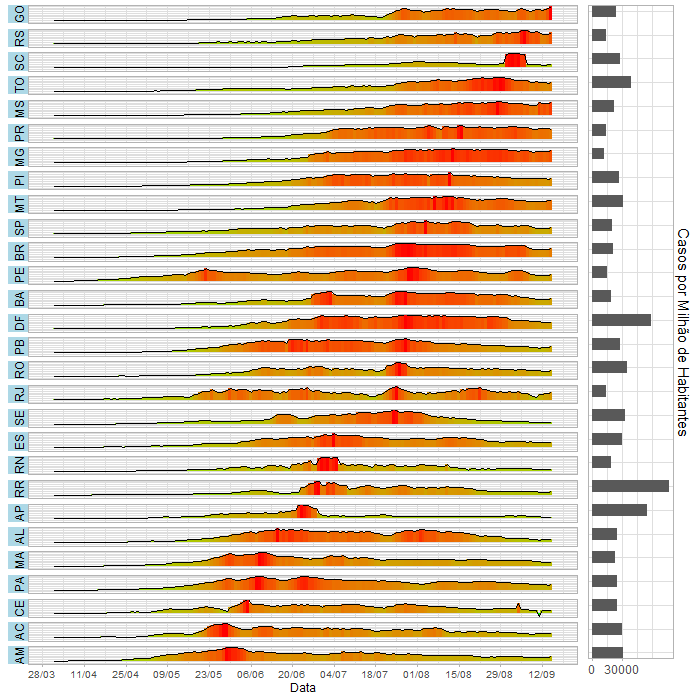 GO
RS
SC
TO
MS
PR
MG
PI
MT
SP
BR
PE
BA
DF
PB
RO
RJ
SE
ES
RN
RR
AP
AL
MA
PA
CE
AC
AM
28/03 11/04 25/04 09/05 23/05 06/06 20/06 04/07 18/07 01/08 15/08 29/08 12/09
Data
0 30000
Casos por Milhão de Habitantes